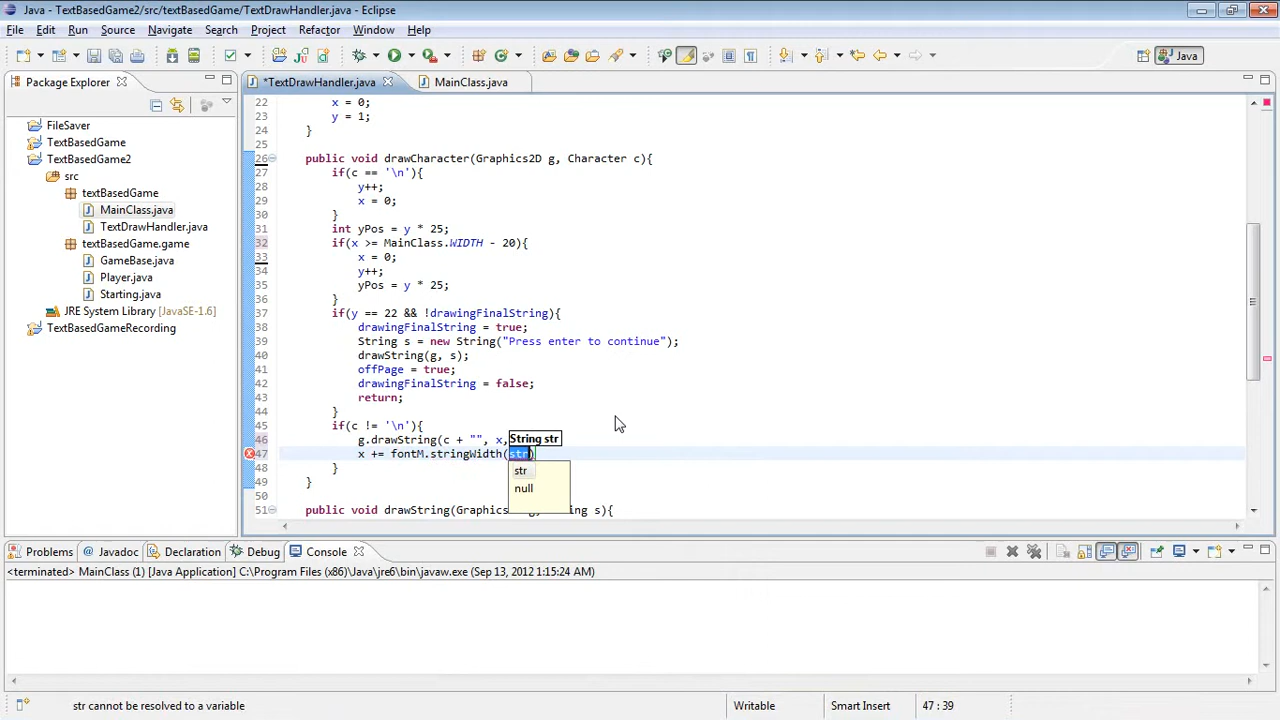 Java - TextBasedGame2/src/textBasedGame/TextDrawHandler.java - Eclipse
File Edit Run Source Navigate Search Project Refactor Window Help
Java
Package Explorer
*TextDrawHandler.java MainClass.java
FileSaver
TextBasedGame
TextBasedGame2
src
textBasedGame
MainClass.java
TextDrawHandler.java
textBasedGame.game
GameBase.java
Player.java
Starting.java
JRE System Library [JavaSE-1.6]
TextBasedGameRecording
22 x = 0;
23 y = 1;
24 }
25
26 public void drawCharacter(Graphics2D g, Character c){
27 if(c == '\n'){
28 y++;
29 x = 0;
30 }
31 int yPos = y * 25;
32 if(x >= MainClass.WIDTH - 20){
33 x = 0;
34 y++;
35 yPos = y * 25;
36 }
37 if(y == 22 && !drawingFinalString){
38 drawingFinalString = true;
39 String s = new String("Press enter to continue");
40 drawString(g, s);
41 offPage = true;
42 drawingFinalString = false;
43 return;
44 }
45 if(c != '\n'){
46 g.drawString(c + "", x, String str
47 x += fontM.stringWidth(str)
48 } str
49 } null
50
51 public void drawString(Graphics s){
Problems Javadoc Declaration Debug Console
<terminated> MainClass (1) [Java Application] C:\Program Files (x86)\Java\jre6\bin\javaw.exe (Sep 13, 2012 1:15:24 AM)
str cannot be resolved to a variable Writable Smart Insert 47 : 39